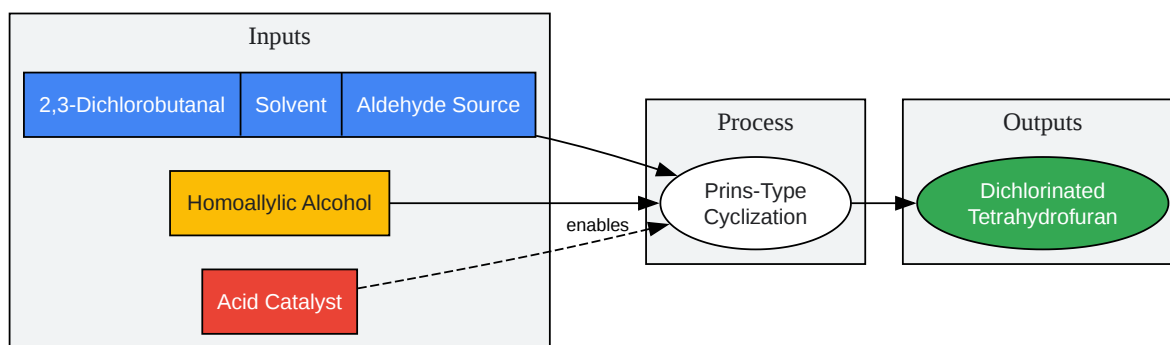 Inputs
2,3-Dichlorobutanal
Solvent
Aldehyde Source
Homoallylic Alcohol
Acid Catalyst
enables
Process
Prins-Type
Cyclization
Outputs
Dichlorinated
Tetrahydrofuran